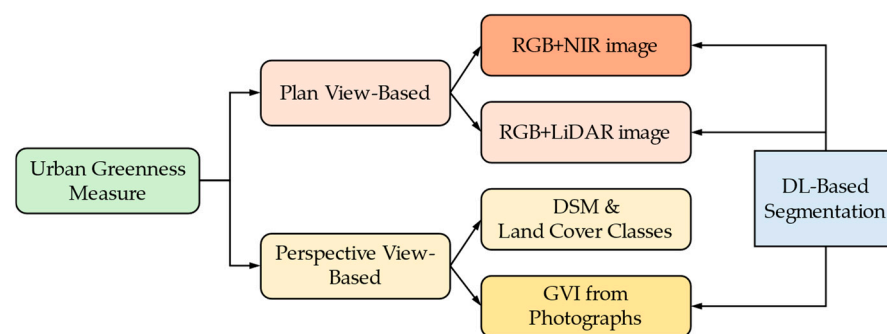 RGB+NIR image
Plan View-Based
RGB+LiDAR image
Urban Greenness
Measure
DL-Based
Segmentation
DSM &
Land Cover Classes
Perspective View-
Based
GVI from
Photographs